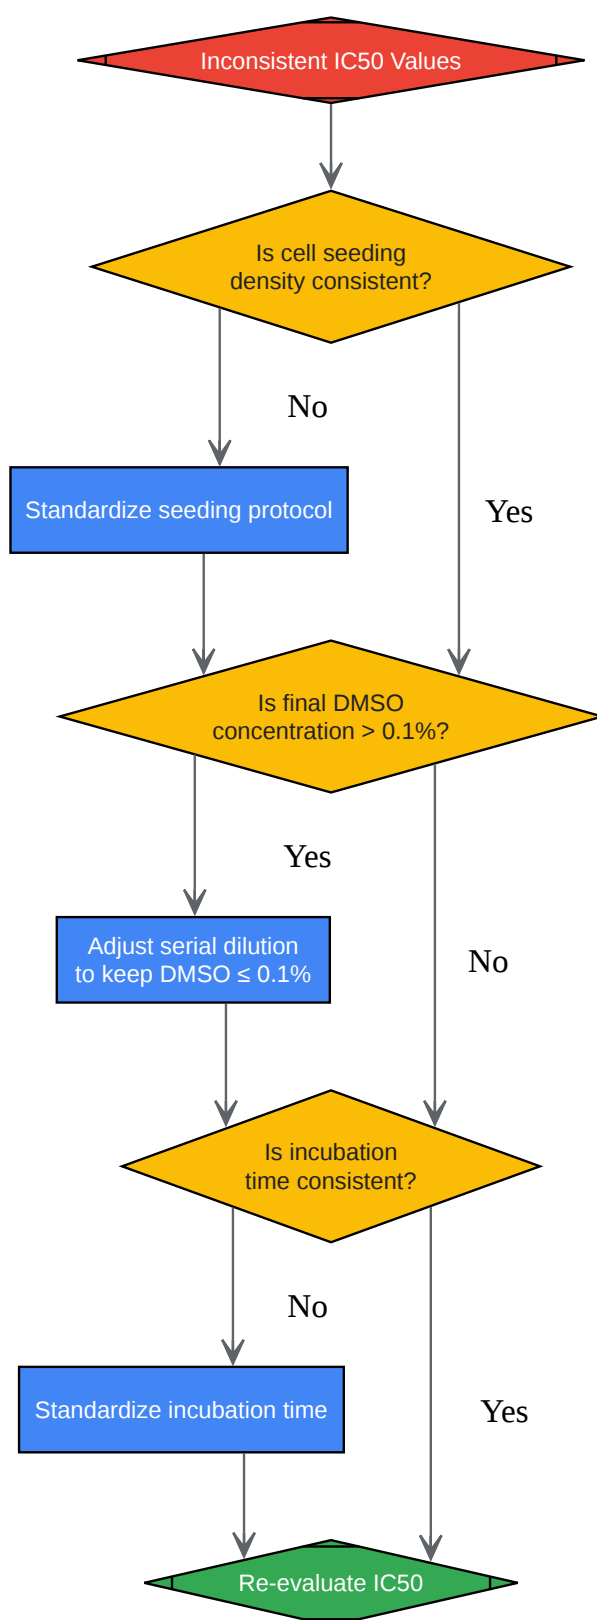 Inconsistent IC50 Values
Is cell seeding
density consistent?
No
Standardize seeding protocol
Yes
Is final DMSO
concentration > 0.1%?
Yes
Adjust serial dilution
to keep DMSO ≤ 0.1%
No
Is incubation
time consistent?
No
Standardize incubation time
Yes
Re-evaluate IC50